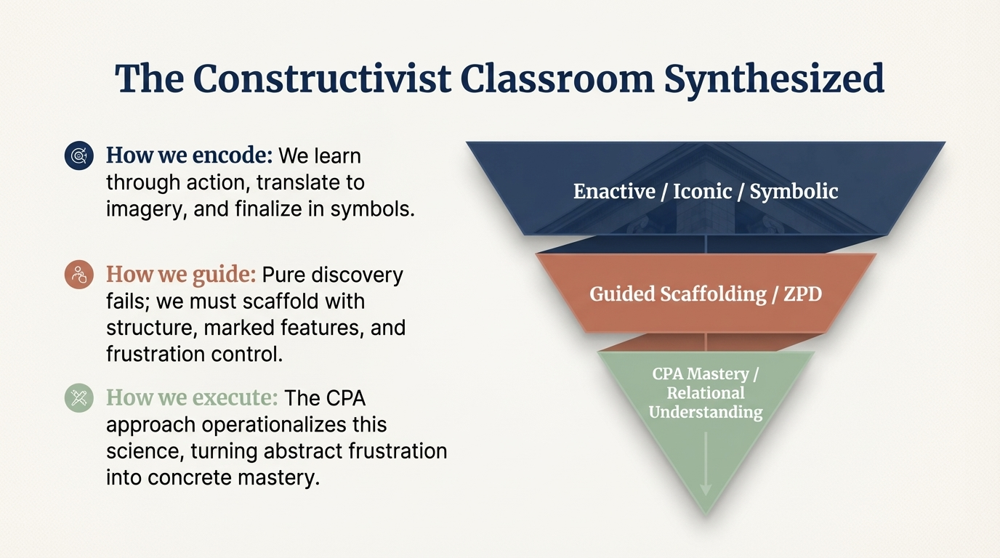 The Constructivist Classroom Synthesized
How we encode: We learn
through action, translate to
imagery, and finalize in symbols.
How we guide: Pure discovery
fails; we must scaffold with
structure, marked features, and
frustration control.
How we execute: The CPA
approach operationalizes this
science, turning abstract frustration
into concrete mastery.
Enactive / Iconic / Symbolic
Guided Scaffolding / ZPD
CPA Mastery /
Relational
Understanding